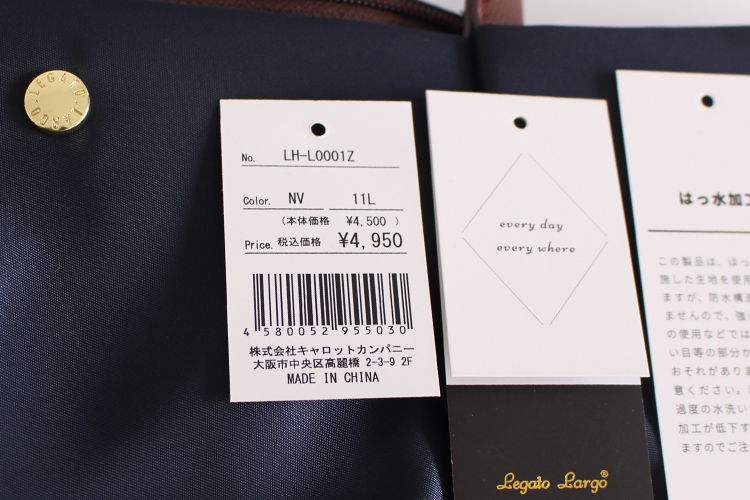 LEGATO・LARGO・
No. LH-L0001Z
Color. NV 11L
(本体価格 ¥4,500 )
Price. 税込価格 ¥4,950
4 580052 955030
株式会社キャロットカンパニー
大阪市中央区高麗橋 2-3-9 2F
MADE IN CHINA
every day
every where
Legato Largo®
はっ水加工
この製品は、はっ
施した生地を使用
ますが、防水構造
ませんので、強
の使用などでは
い目等の部分か
おそれがありま
意ください。
過度の水洗い
加工が低下す
ますのでご注